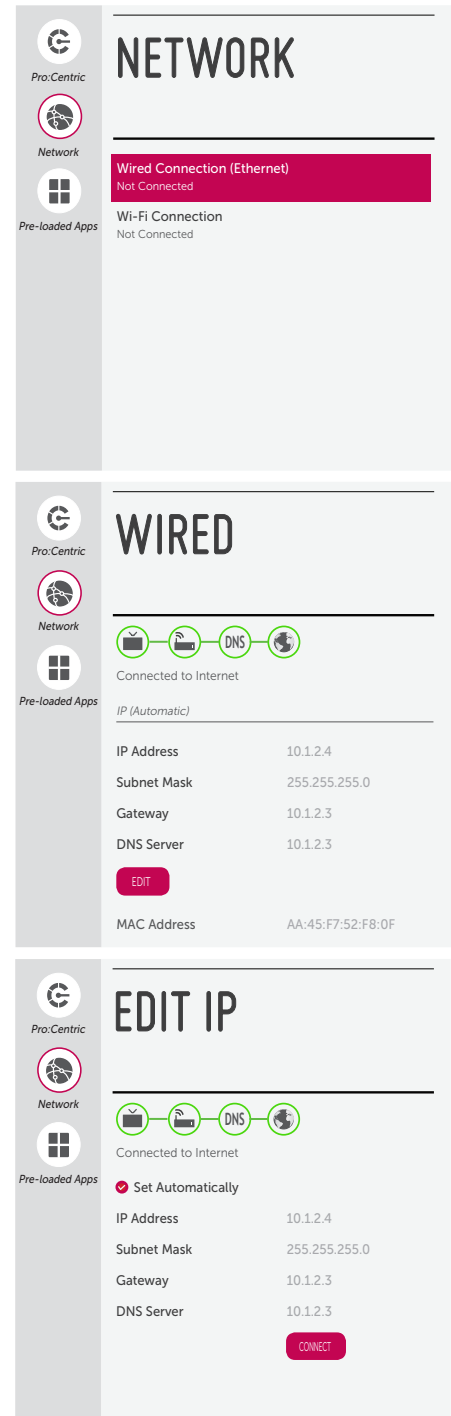 Pro:Centric
NETWORK
Network
Wired Connection (Ethernet)
Not Connected
Pre-loaded Apps
Wi-Fi Connection
Not Connected
Pro:Centric
WIRED
Network
DNS
Connected to Internet
Pre-loaded Apps
IP (Automatic)
IP Address 10.1.2.4
Subnet Mask 255.255.255.0
Gateway 10.1.2.3
DNS Server 10.1.2.3
EDIT
MAC Address AA:45:F7:52:F8:0F
Pro:Centric
EDIT IP
Network
DNS
Connected to Internet
Pre-loaded Apps
Set Automatically
IP Address 10.1.2.4
Subnet Mask 255.255.255.0
Gateway 10.1.2.3
DNS Server 10.1.2.3
CONNECT